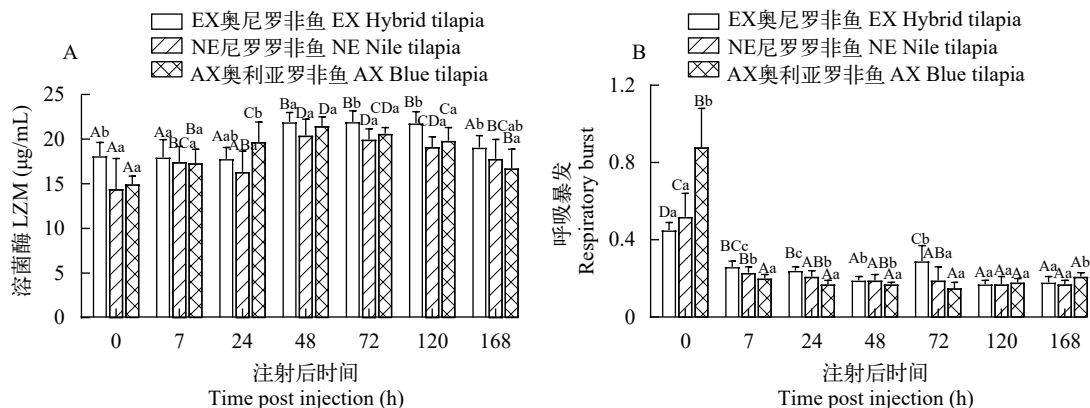 A
EX奥尼罗非鱼 EX Hybrid tilapia
NE尼罗罗非鱼 NE Nile tilapia
AX奥利亚罗非鱼 AX Blue tilapia
溶菌酶 LZM (μg/mL)
25
20
15
10
5
0
Ab Aa Aa
Aa BCa Ba
Aab ABa Cb
Ba Da Da
Bb Da CDa
Bb CDa Ca
Ab BCab Ba
0 7 24 48 72 120 168
注射后时间
Time post injection (h)
B
EX奥尼罗非鱼 EX Hybrid tilapia
NE尼罗罗非鱼 NE Nile tilapia
AX奥利亚罗非鱼 AX Blue tilapia
呼吸暴发
Respiratory burst
1.2
0.8
0.4
0
Da Ca Bb
BCc Bb Aa
Bc ABb Aa
Ab ABb Aa
Cb ABa Aa
Aa Aa Aa
Aa Aa Ab
0 7 24 48 72 120 168
注射后时间
Time post injection (h)